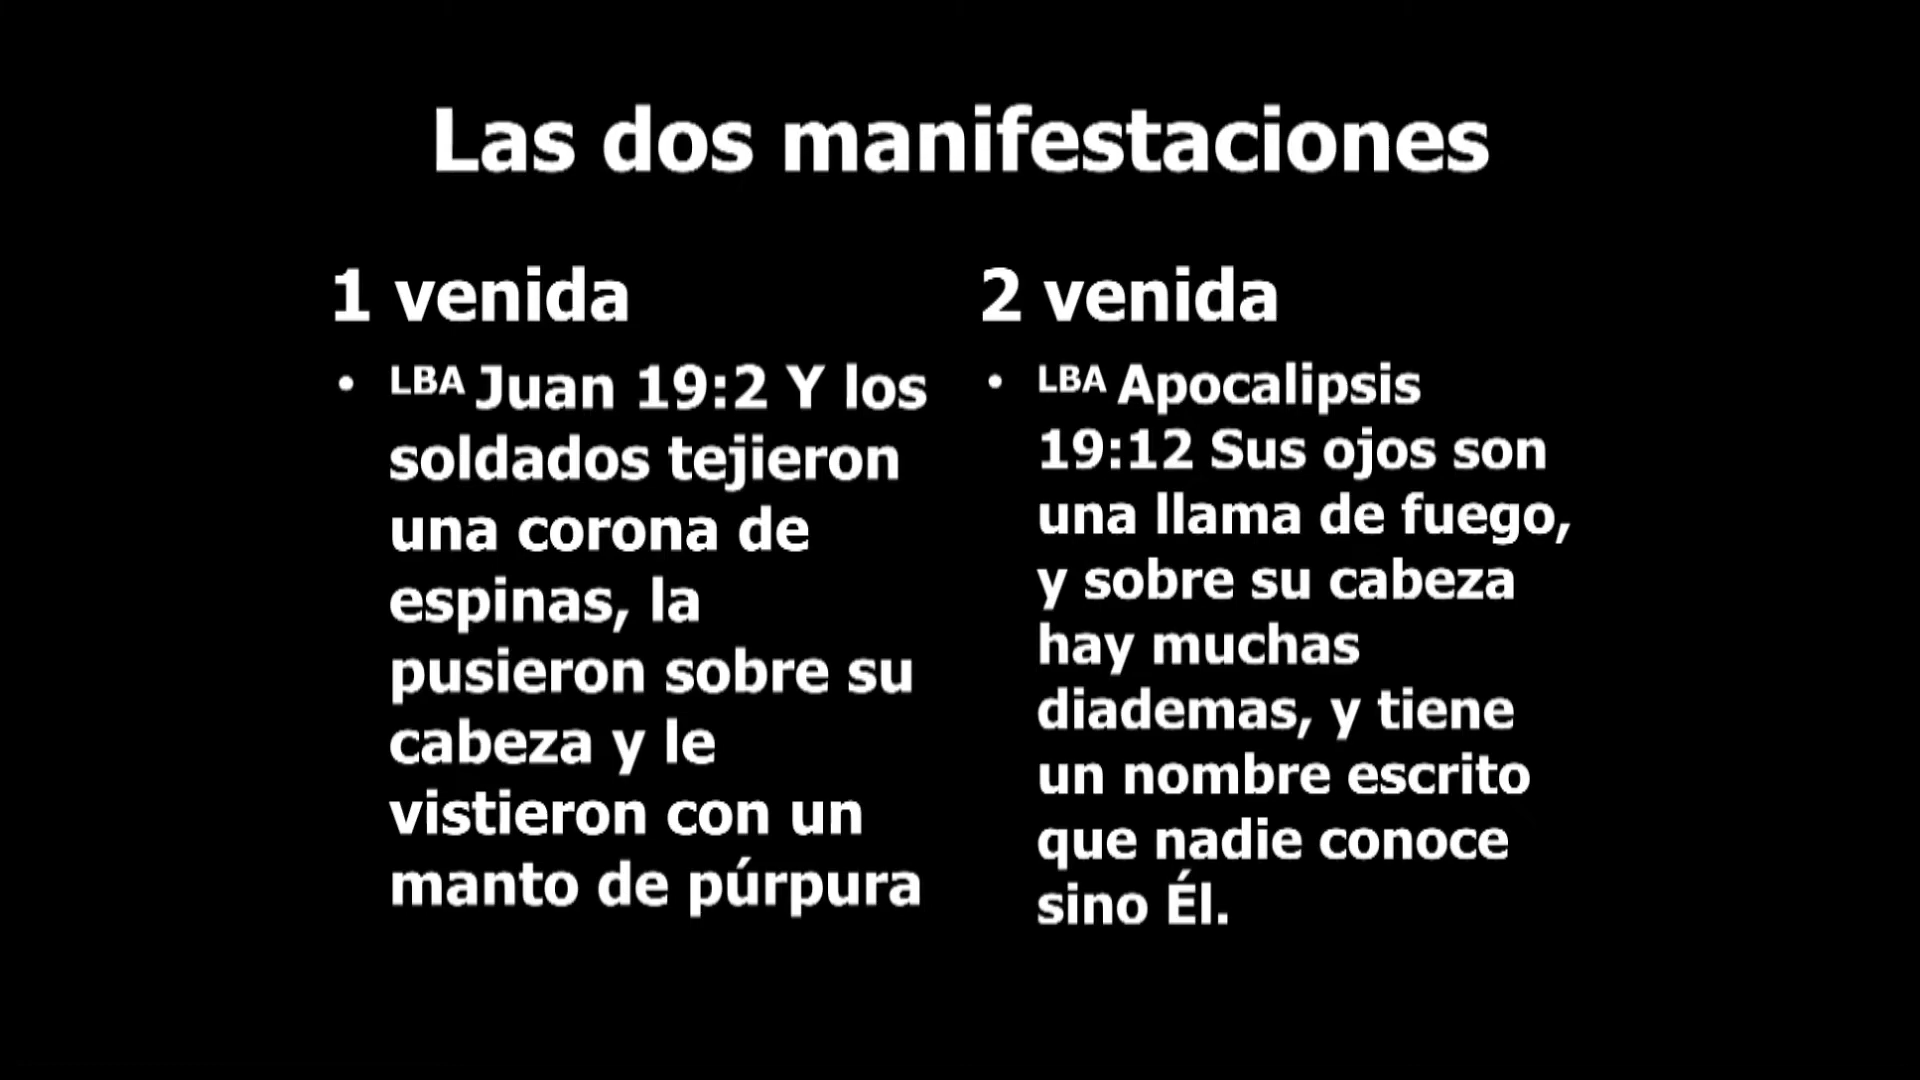 Las dos manifestaciones
1 venida
• LBA Juan 19:2 Y los
soldados tejieron
una corona de
espinas, la
pusieron sobre su
cabeza y le
vistieron con un
manto de púrpura
2 venida
• LBA Apocalipsis
19:12 Sus ojos son
una llama de fuego,
y sobre su cabeza
hay muchas
diademas, y tiene
un nombre escrito
que nadie conoce
sino Él.